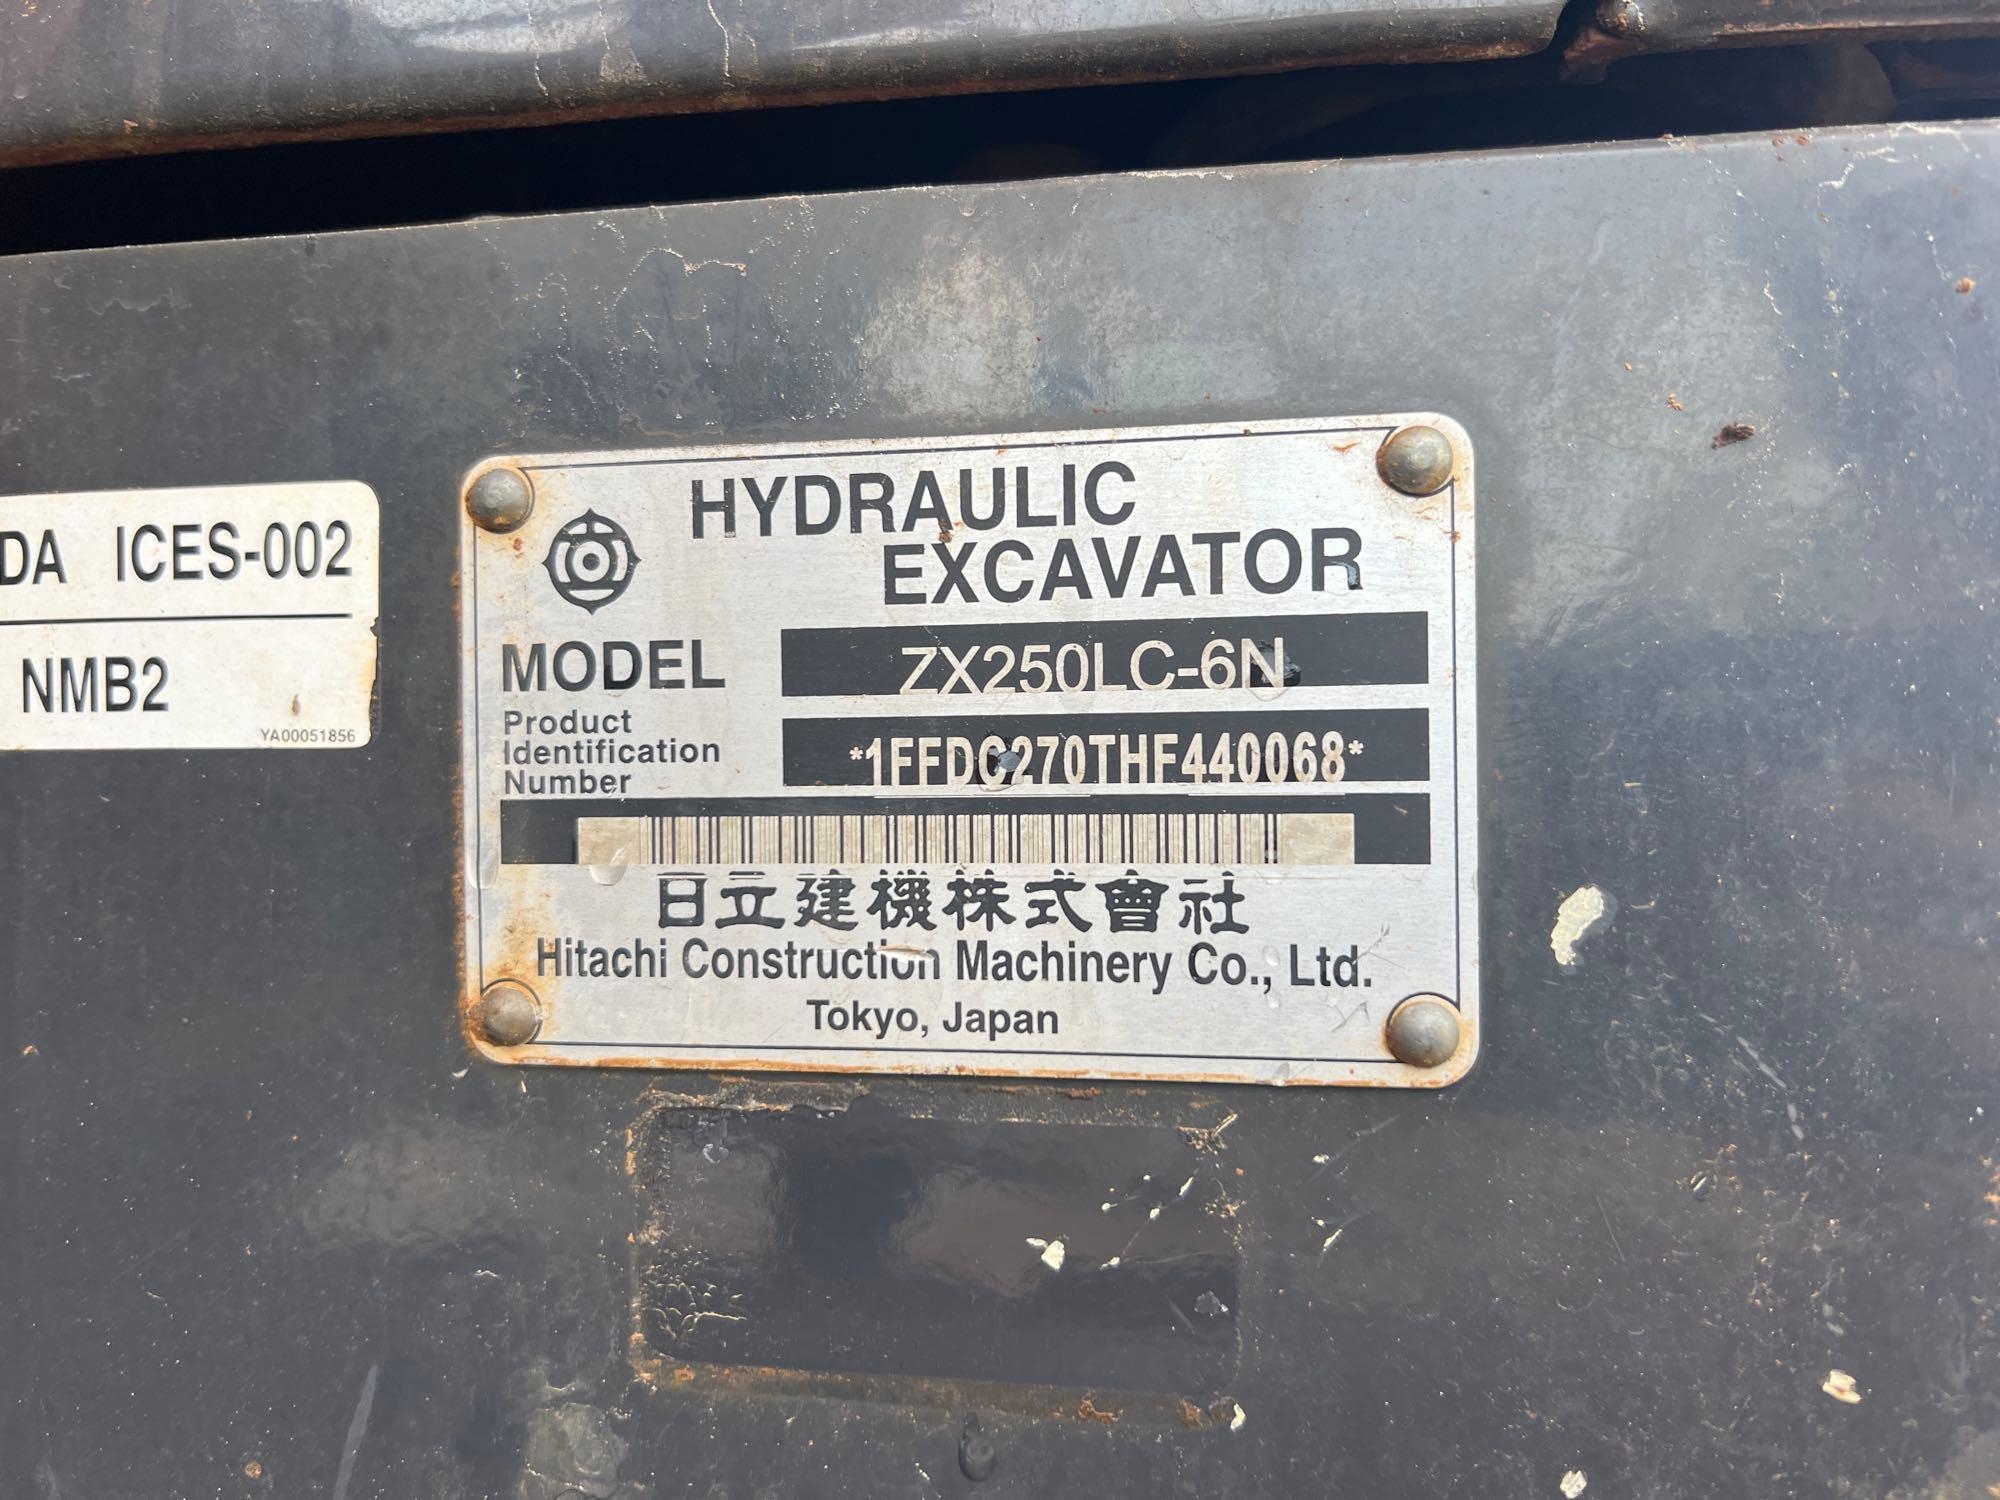 DA ICES-002
NMB2
YA00051856
HYDRAULIC
EXCAVATOR
MODEL ZX250LC-6N
Product
Identification
Number
*1FFDC270THF440068*
日立建機株式會社
Hitachi Construction Machinery Co., Ltd.
Tokyo, Japan